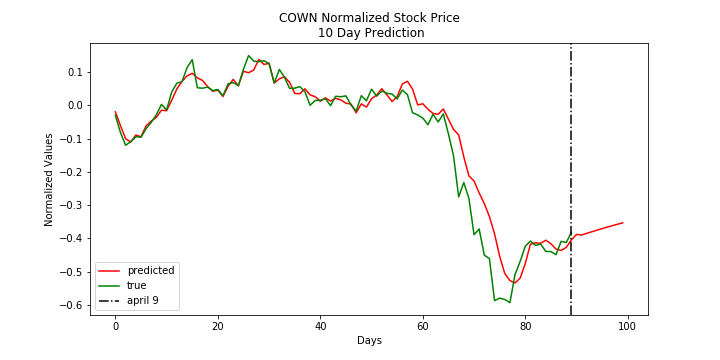 COWN Normalized Stock Price
10 Day Prediction
Normalized Values
0.1
0.0
−0.1
−0.2
−0.3
−0.4
−0.5
−0.6
predicted
true
april 9
0
20
40
60
80
100
Days